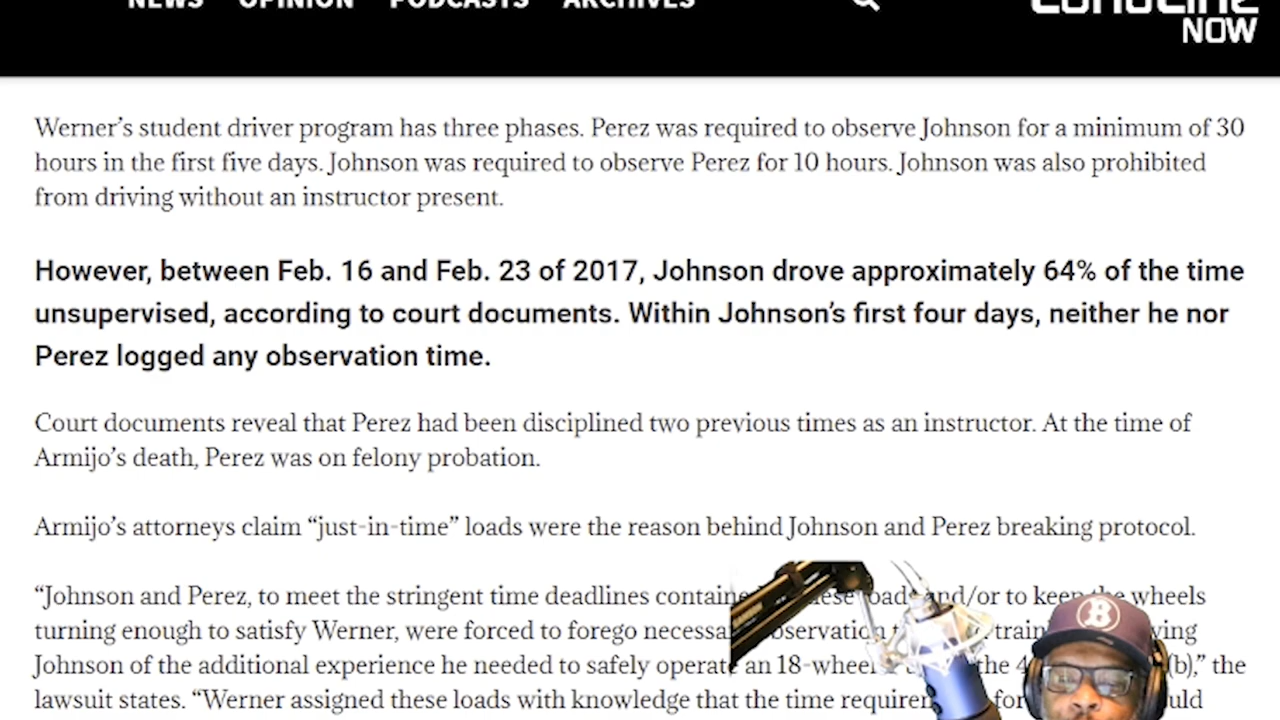 NEWS OPINION PODCASTS ARCHIVES
NOW
Werner’s student driver program has three phases. Perez was required to observe Johnson for a minimum of 30
hours in the first five days. Johnson was required to observe Perez for 10 hours. Johnson was also prohibited
from driving without an instructor present.
However, between Feb. 16 and Feb. 23 of 2017, Johnson drove approximately 64% of the time
unsupervised, according to court documents. Within Johnson’s first four days, neither he nor
Perez logged any observation time.
Court documents reveal that Perez had been disciplined two previous times as an instructor. At the time of
Armijo’s death, Perez was on felony probation.
Armijo’s attorneys claim “just-in-time” loads were the reason behind Johnson and Perez breaking protocol.
“Johnson and Perez, to meet the stringent time deadlines and/or to keep the wheels
turning enough to satisfy Werner, were forced to forego
Johnson of the additional experience he needed to safely operate an the (b),” the
lawsuit states. “Werner assigned these loads with knowledge that the time
B